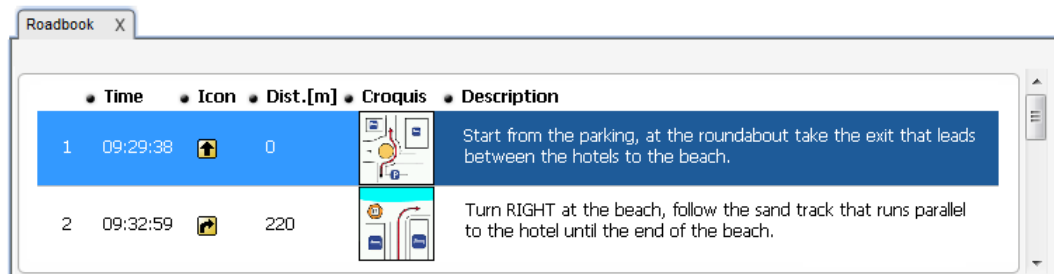 Roadbook X
Time Icon Dist.[m] Croquis Description
1 09:29:38 0 Start from the parking, at the roundabout take the exit that leads
between the hotels to the beach.
2 09:32:59 220 Turn RIGHT at the beach, follow the sand track that runs parallel
to the hotel until the end of the beach.